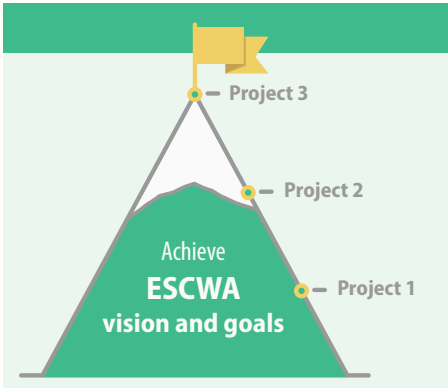 Project 3
Project 2
Achieve
ESCWA
vision and goals
Project 1